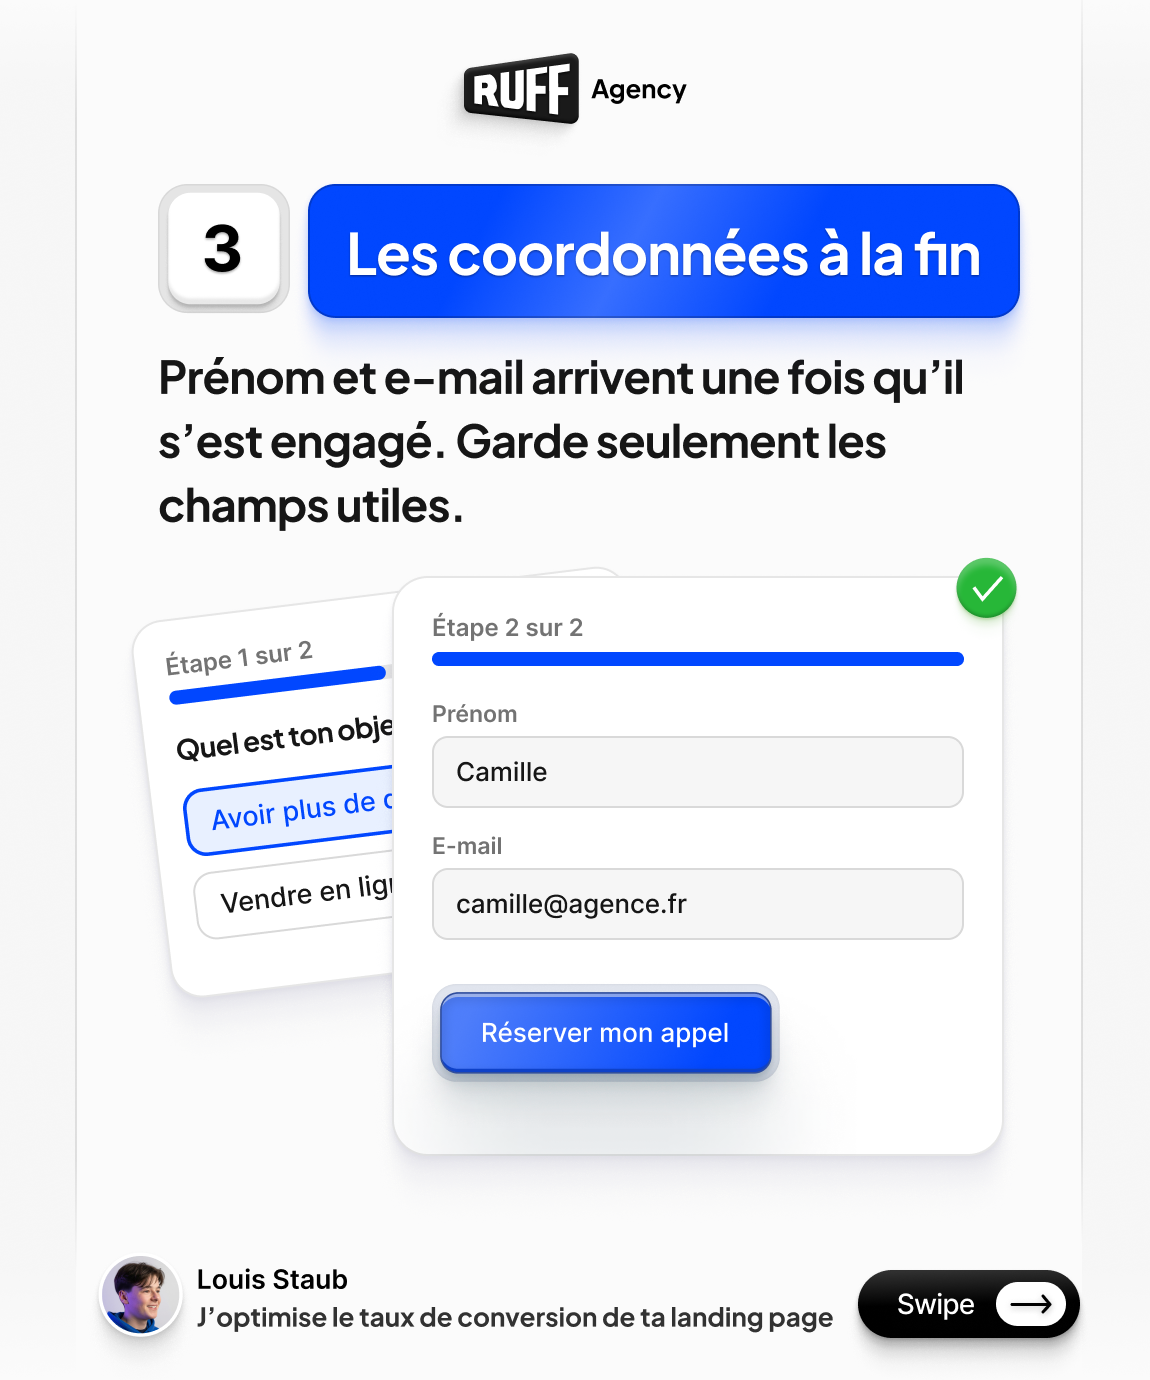 RUFF Agency
3
Les coordonnées à la fin
Prénom et e-mail arrivent une fois qu’il
s’est engagé. Garde seulement les
champs utiles.
Étape 1 sur 2
Quel est ton obje
Avoir plus de
Vendre en
Étape 2 sur 2
Prénom
Camille
E-mail
camille@agence.fr
Réserver mon appel
Louis Staub
J’optimise le taux de conversion de ta landing page
Swipe